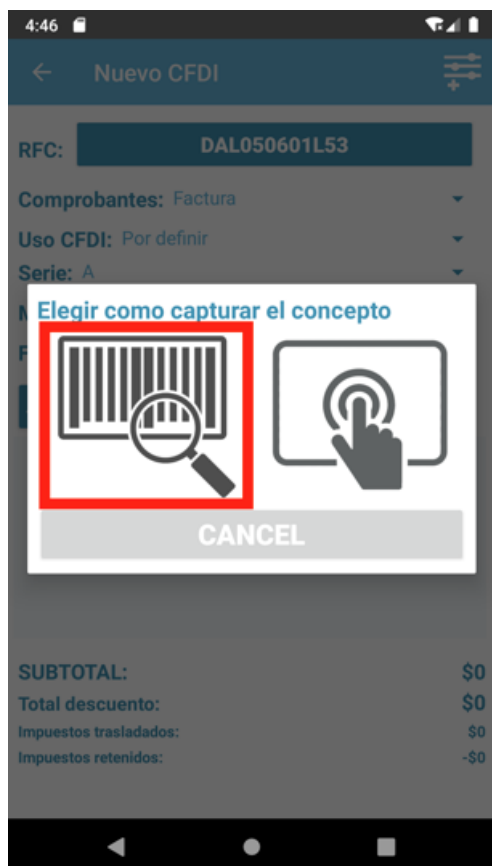 4:46
Nuevo CFDI
RFC: DAL050601L53
Comprobantes: Factura
Uso CFDI: Por definir
Serie: A
Elegir como capturar el concepto
CANCEL
SUBTOTAL: $0
Total descuento: $0
Impuestos trasladados: $0
Impuestos retenidos: -$0